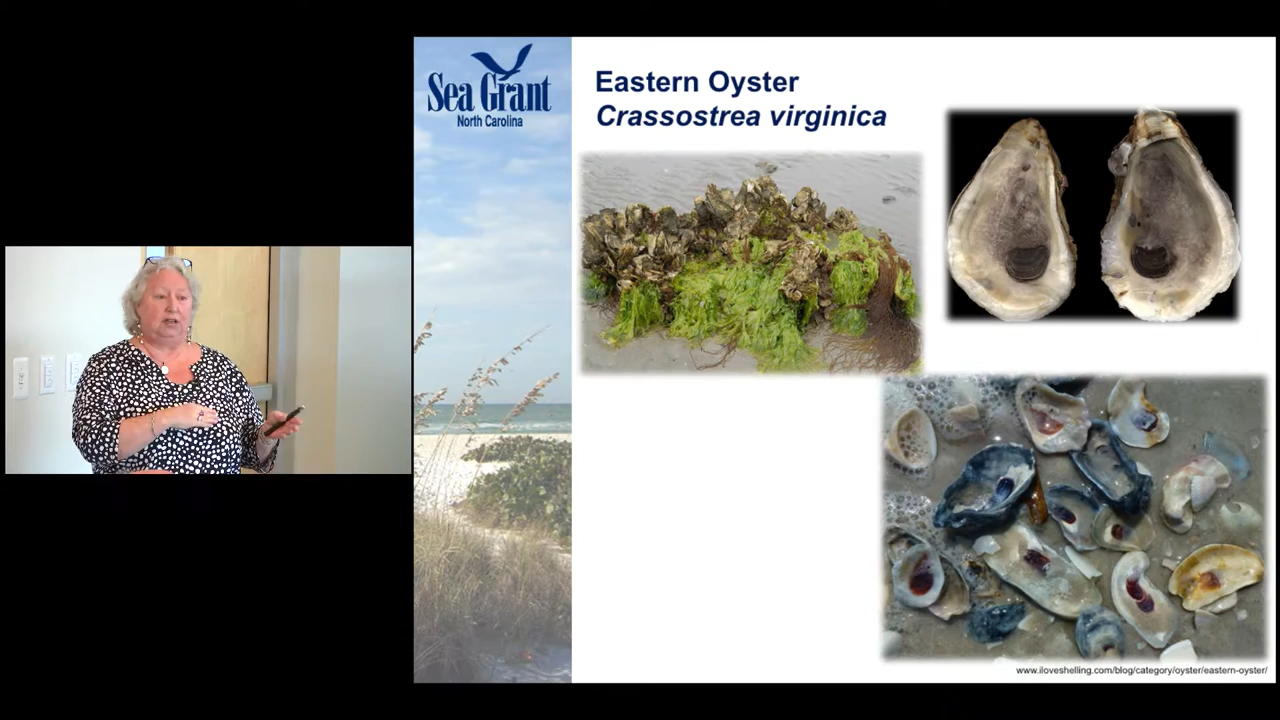 Sea Grant
North Carolina
Eastern Oyster
Crassostrea virginica
www.iloveshelling.com/blog/category/oyster/eastern-oyster/